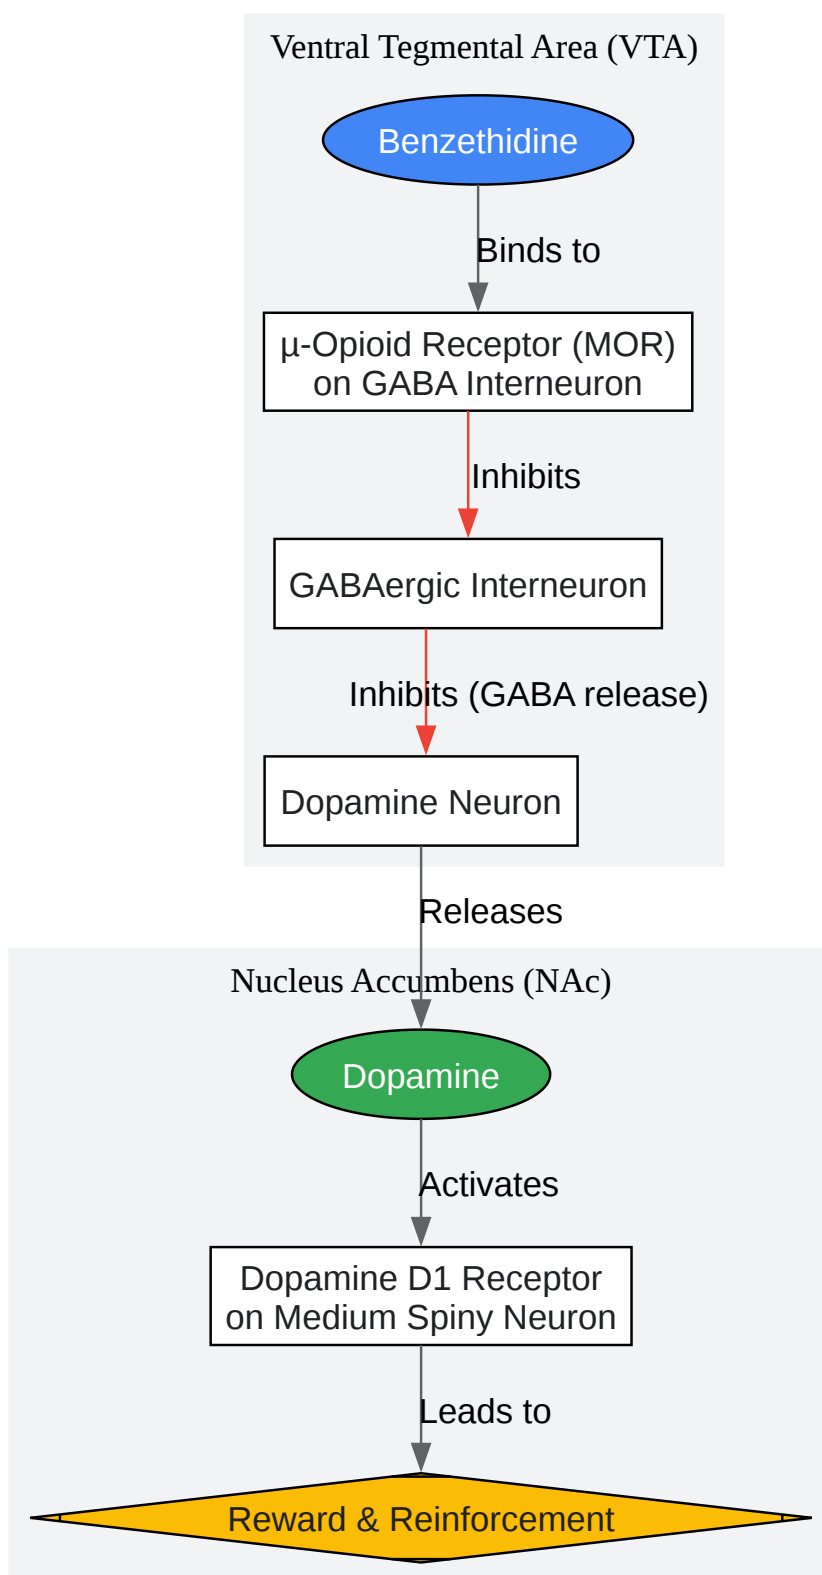 Ventral Tegmental Area (VTA)
Benzethidine
Binds to
µ-Opioid Receptor (MOR)
on GABA Interneuron
Inhibits
GABAergic Interneuron
Inhibits (GABA release)
Dopamine Neuron
Releases
Nucleus Accumbens (NAc)
Dopamine
Activates
Dopamine D1 Receptor
on Medium Spiny Neuron
Leads to
Reward & Reinforcement